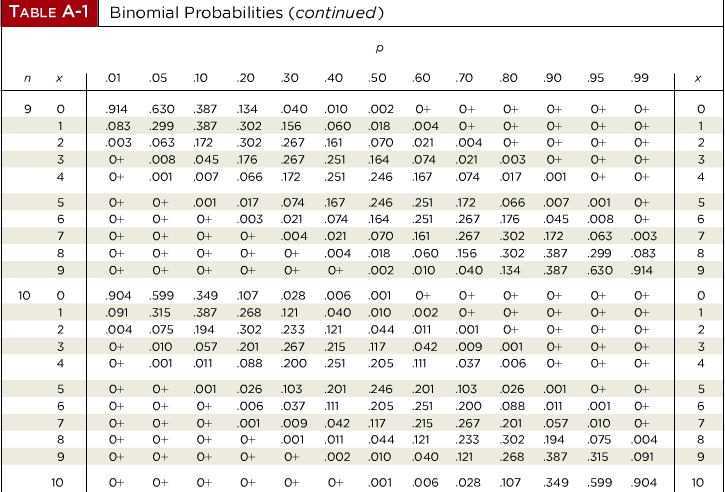 TABLE A-1 Binomial Probabilities (continued)
p
n x .01 .05 .10 .20 .30 .40 .50 .60 .70 .80 .90 .95 .99 x
9 0 .914 .630 .387 .134 .040 .010 .002 0+ 0+ 0+ 0+ 0+ 0+ 0
1 .083 .299 .387 .302 .156 .060 .018 .004 0+ 0+ 0+ 0+ 0+ 1
2 .003 .063 .172 .302 .267 .161 .070 .021 .004 0+ 0+ 0+ 0+ 2
3 0+ .008 .045 .176 .267 .251 .164 .074 .021 .003 0+ 0+ 0+ 3
4 0+ .001 .007 .066 .172 .251 .246 .167 .074 .017 .001 0+ 0+ 4
5 0+ 0+ .001 .017 .074 .167 .246 .251 .172 .066 .007 .001 0+ 5
6 0+ 0+ 0+ .003 .021 .074 .164 .251 .267 .176 .045 .008 0+ 6
7 0+ 0+ 0+ 0+ .004 .021 .070 .161 .267 .302 .172 .063 .003 7
8 0+ 0+ 0+ 0+ 0+ .004 .018 .060 .156 .302 .387 .299 .083 8
9 0+ 0+ 0+ 0+ 0+ 0+ .002 .010 .040 .134 .387 .630 .914 9
10 0 .904 .599 .349 .107 .028 .006 .001 0+ 0+ 0+ 0+ 0+ 0+ 0
1 .091 .315 .387 .268 .121 .040 .010 .002 0+ 0+ 0+ 0+ 0+ 1
2 .004 .075 .194 .302 .233 .121 .044 .011 .001 0+ 0+ 0+ 0+ 2
3 0+ .010 .057 .201 .267 .215 .117 .042 .009 .001 0+ 0+ 0+ 3
4 0+ .001 .011 .088 .200 .251 .205 .111 .037 .006 0+ 0+ 0+ 4
5 0+ 0+ .001 .026 .103 .201 .246 .201 .103 .026 .001 0+ 0+ 5
6 0+ 0+ 0+ .006 .037 .111 .205 .251 .200 .088 .011 .001 0+ 6
7 0+ 0+ 0+ .001 .009 .042 .117 .215 .267 .201 .057 .010 0+ 7
8 0+ 0+ 0+ 0+ .001 .011 .044 .121 .233 .302 .194 .075 .004 8
9 0+ 0+ 0+ 0+ 0+ .002 .010 .040 .121 .268 .387 .315 .091 9
10 0+ 0+ 0+ 0+ 0+ 0+ .001 .006 .028 .107 .349 .599 .904 10